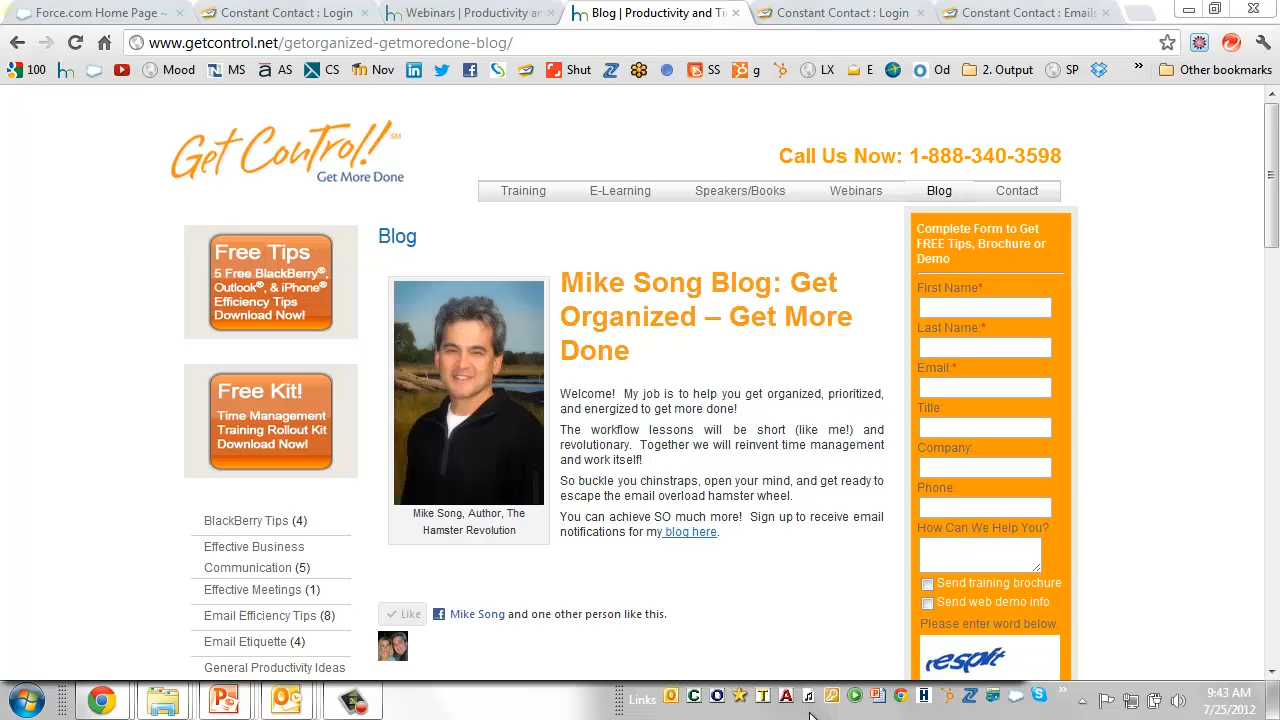 Force.com Home Page ~
Constant Contact : Login
Webinars | Productivity an
Blog | Productivity and Ti
Constant Contact : Login
Constant Contact : Emails
www.getcontrol.net/getorganized-getmoredone-blog/
100
Mood
MS
AS
CS
Nov
Shut
SS
g
LX
E
Od
2. Output
SP
Other bookmarks
Get Control! SM
Get More Done
Call Us Now: 1-888-340-3598
Training
E-Learning
Speakers/Books
Webinars
Blog
Contact
Free Tips
5 Free BlackBerry®,
Outlook®, & iPhone®
Efficiency Tips
Download Now!
Free Kit!
Time Management
Training Rollout Kit
Download Now!
BlackBerry Tips (4)
Effective Business
Communication (5)
Effective Meetings (1)
Email Efficiency Tips (8)
Email Etiquette (4)
General Productivity Ideas
Blog
Mike Song, Author, The
Hamster Revolution
Mike Song Blog: Get
Organized – Get More
Done
Welcome! My job is to help you get organized, prioritized,
and energized to get more done!
The workflow lessons will be short (like me!) and
revolutionary. Together we will reinvent time management
and work itself!
So buckle you chinstraps, open your mind, and get ready to
escape the email overload hamster wheel.
You can achieve SO much more! Sign up to receive email
notifications for my blog here.
Like
Mike Song and one other person like this.
Complete Form to Get
FREE Tips, Brochure or
Demo
First Name*
Last Name:*
Email:*
Title:
Company:
Phone:
How Can We Help You?
Send training brochure
Send web demo info
Please enter word below:
resplit
Links
9:43 AM
7/25/2012